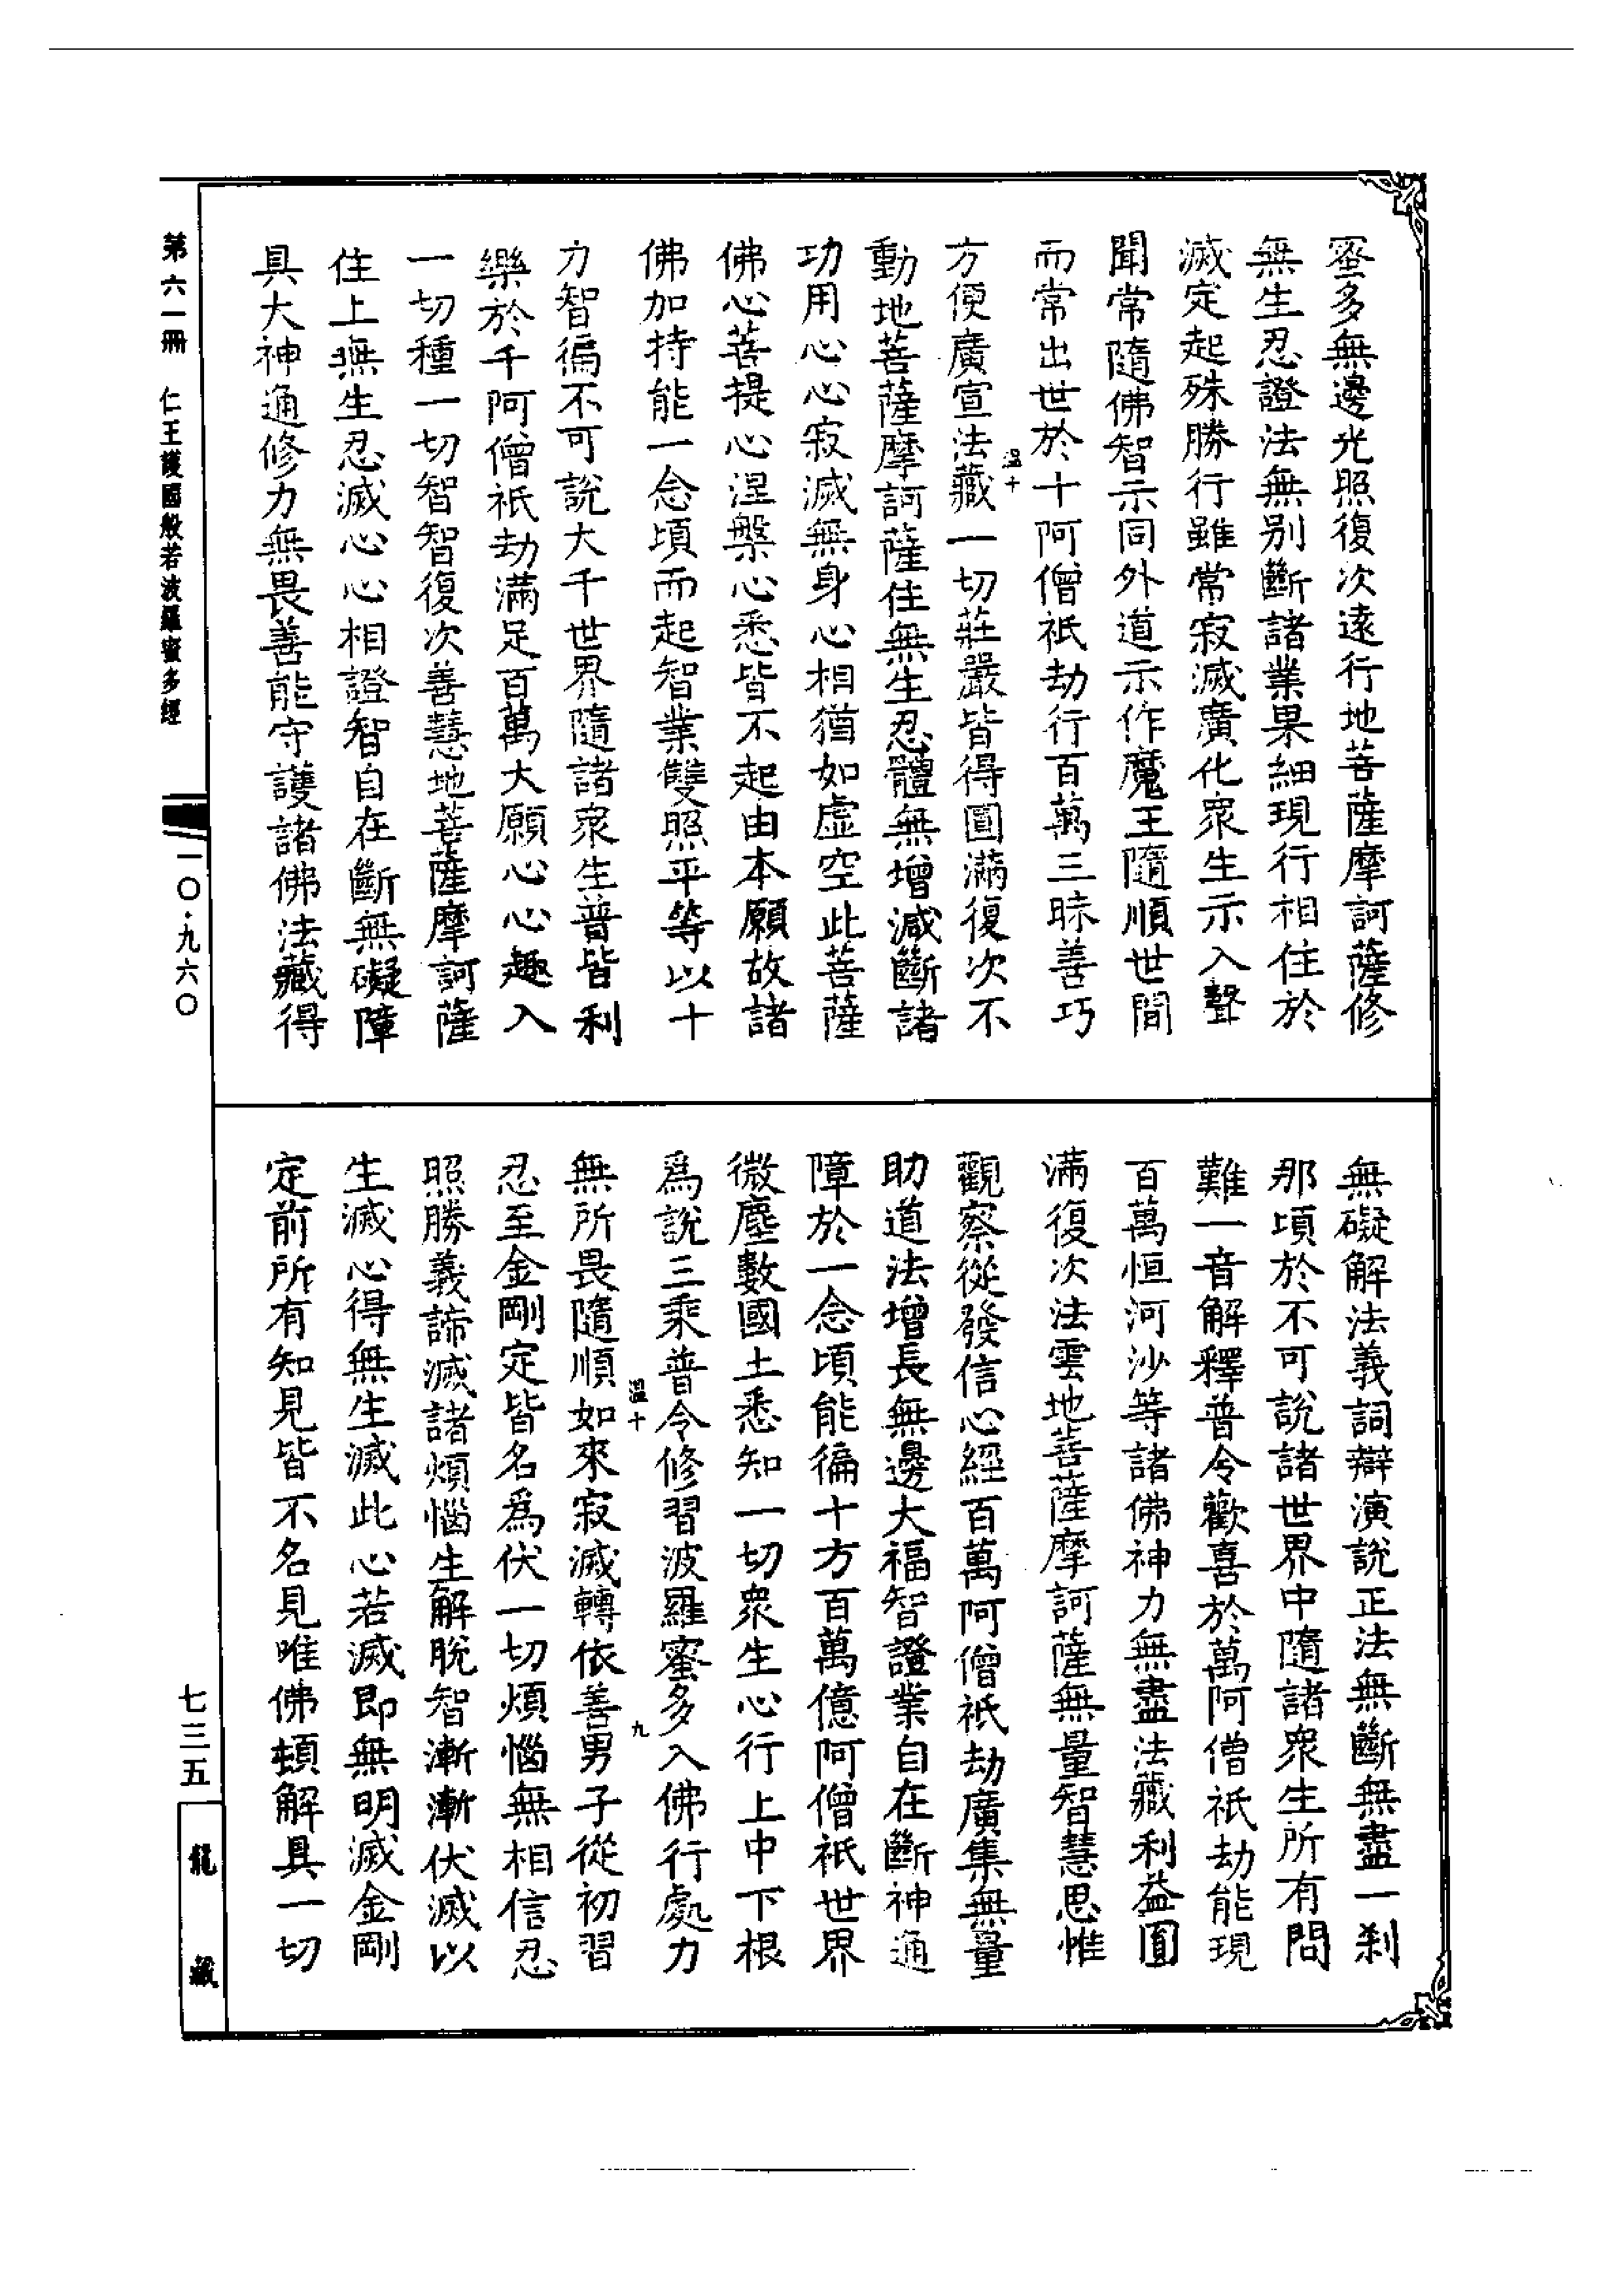 蜜多無邊光照復次遠行地菩薩摩訶薩修
無生忍證法無别斷諸業果細現行相住於
滅定起殊勝行雖常寂滅廣化衆生示入聲
聞常隨佛智示同外道示作魔王隨順世間
而常出世於十阿僧祇劫行百萬三昧善巧
溫十
方便廣宣法藏一切莊嚴皆得圓滿復次不
動地菩薩摩訶薩住無生忍體無增減斷諸
功用心心寂滅無身心相猶如虛空此菩薩
佛心菩提心涅槃心悉皆不起由本願故諸
佛加持能一念頃而起智業雙照平等以十
力智徧不可說大千世界隨諸衆生普皆利
樂於千阿僧祇劫滿足百萬大願心心趣入
一切種一切智智復次善慧地菩薩摩訶薩
住上無生忍滅心心相證智自在斷無礙障
具大神通修力無畏善能守護諸佛法藏得
無礙解法義詞辯演說正法無斷無盡一刹
那頃於不可說諸世界中隨諸衆生所有問
難一音解釋普令歡喜於萬阿僧祇劫能現
百萬恒河沙等諸佛神力無盡法藏利益圓
滿復次法雲地菩薩摩訶薩無量智慧思惟
觀察從發信心經百萬阿僧祇劫廣集無量
助道法增長無邊大福智證業自在斷神通
障於一念頃能徧十方百萬億阿僧祇世界
微塵數國土悉知一切衆生心行上中下根
爲說三乘普令修習波羅蜜多入佛行處力
溫十
九
無所畏隨順如來寂滅轉依善男子從初習
忍至金剛定皆名爲伏一切煩惱無相信忍
照勝義諦滅諸煩惱生解脫智漸漸伏滅以
生滅心得無生滅此心若滅即無明滅金剛
定前所有知見皆不名見唯佛頓解具一切
第六一冊　仁王護國般若波羅蜜多經
一〇·九六〇
七三五
龍藏